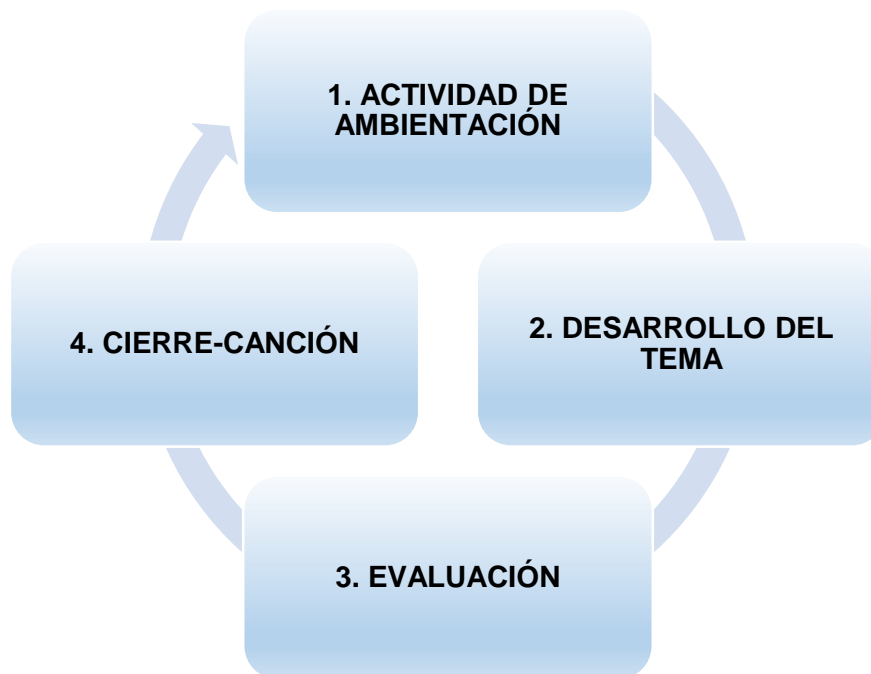 1. ACTIVIDAD DE
AMBIENTACIÓN
2. DESARROLLO DEL
TEMA
3. EVALUACIÓN
4. CIERRE-CANCIÓN